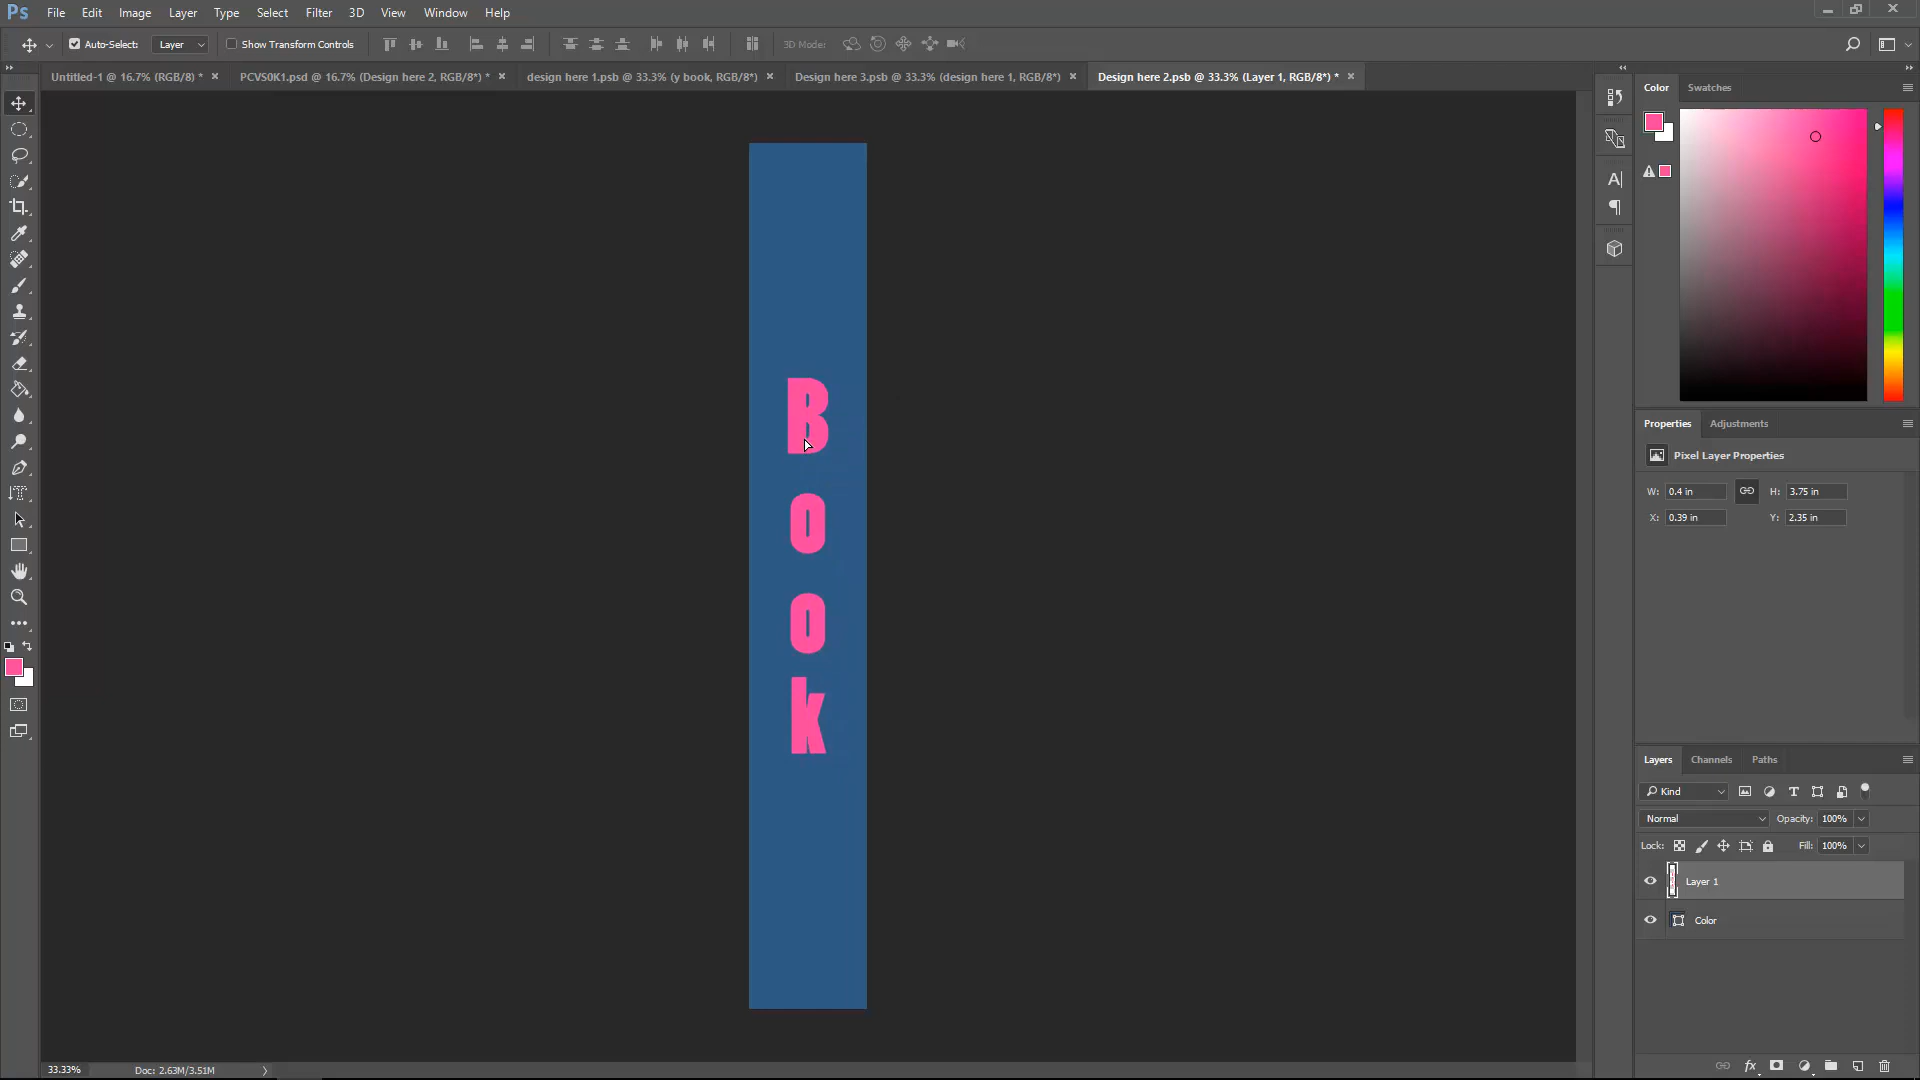 Ps File Edit Image Layer Type Select Filter 3D View Window Help
Auto-Select: Layer Show Transform Controls 3D Mode:
Untitled-1 @ 16.7% (RGB/8) * × PCVS0K1.psd @ 16.7% (Design here 2, RGB/8*) * × design here 1.psb @ 33.3% (y book, RGB/8*) × Design here 3.psb @ 33.3% (design here 1, RGB/8*) × Design here 2.psb @ 33.3% (Layer 1, RGB/8*) * ×
Color Swatches
B
o
o
k
Properties Adjustments
Pixel Layer Properties
W: 0.4 in H: 3.75 in
X: 0.39 in Y: 2.35 in
Layers Channels Paths
Kind
Normal Opacity: 100%
Lock: Fill: 100%
Layer 1
Color
fx
33.33% Doc: 2.63M/3.51M